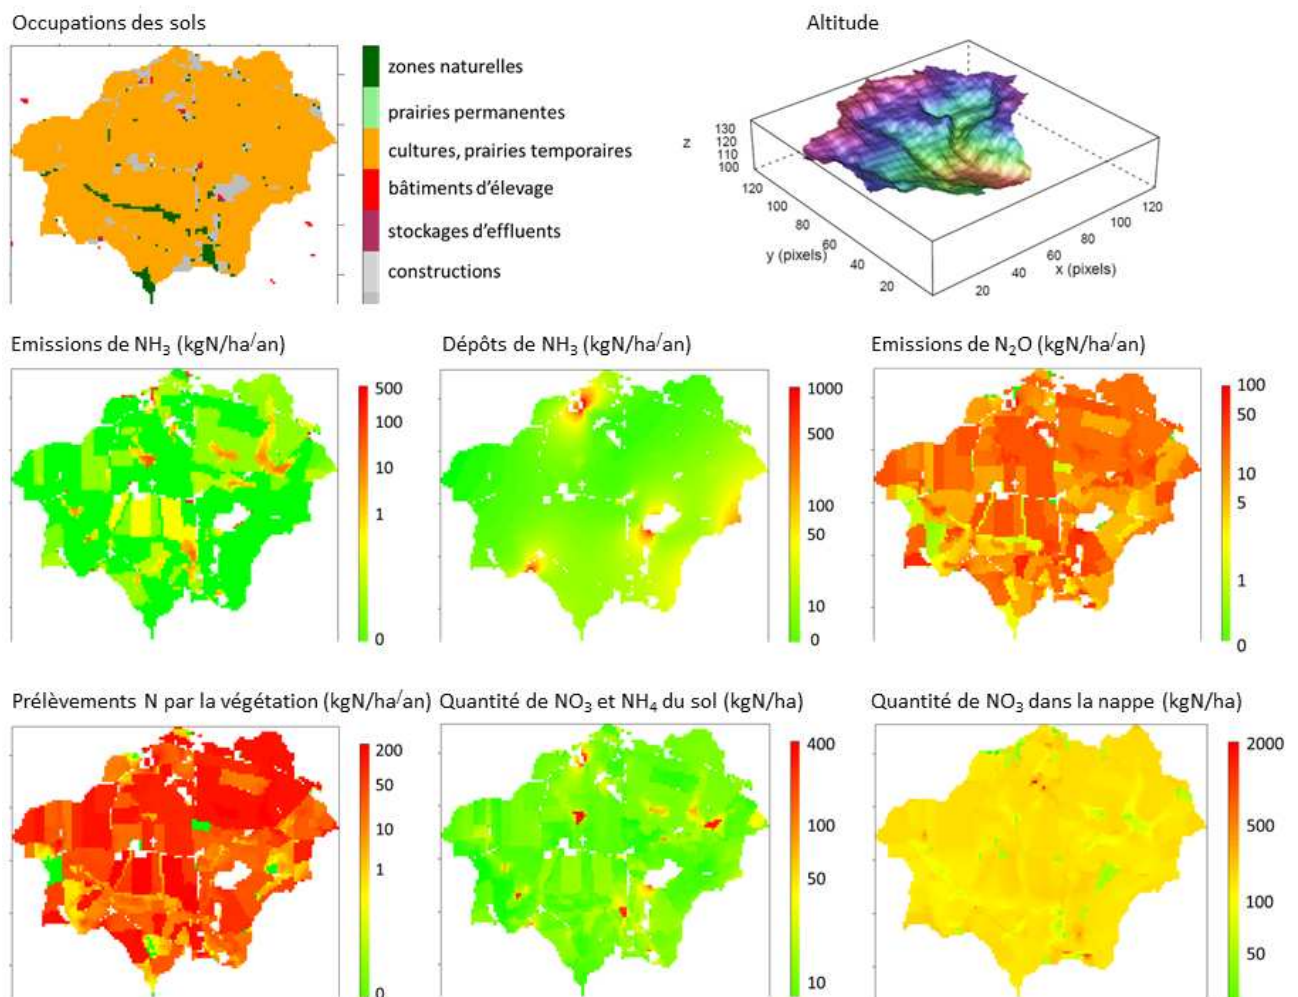 Occupations des sols
Altitude
zones naturelles
prairies permanentes
cultures, prairies temporaires
bâtiments d'élevage
stockages d'effluents
constructions
z
130
120
110
100
120
100
80
60
40
20
y (pixels)
20
40
60
80
100
120
x (pixels)
Emissions de NH₃ (kgN/ha/an)
500
100
10
1
0
Dépôts de NH₃ (kgN/ha/an)
1000
500
100
50
10
0
Emissions de N₂O (kgN/ha/an)
100
50
10
5
1
0
Prélèvements N par la végétation (kgN/ha/an)
200
50
10
1
0
Quantité de NO₃ et NH₄ du sol (kgN/ha)
400
100
50
10
Quantité de NO₃ dans la nappe (kgN/ha)
2000
500
100
50